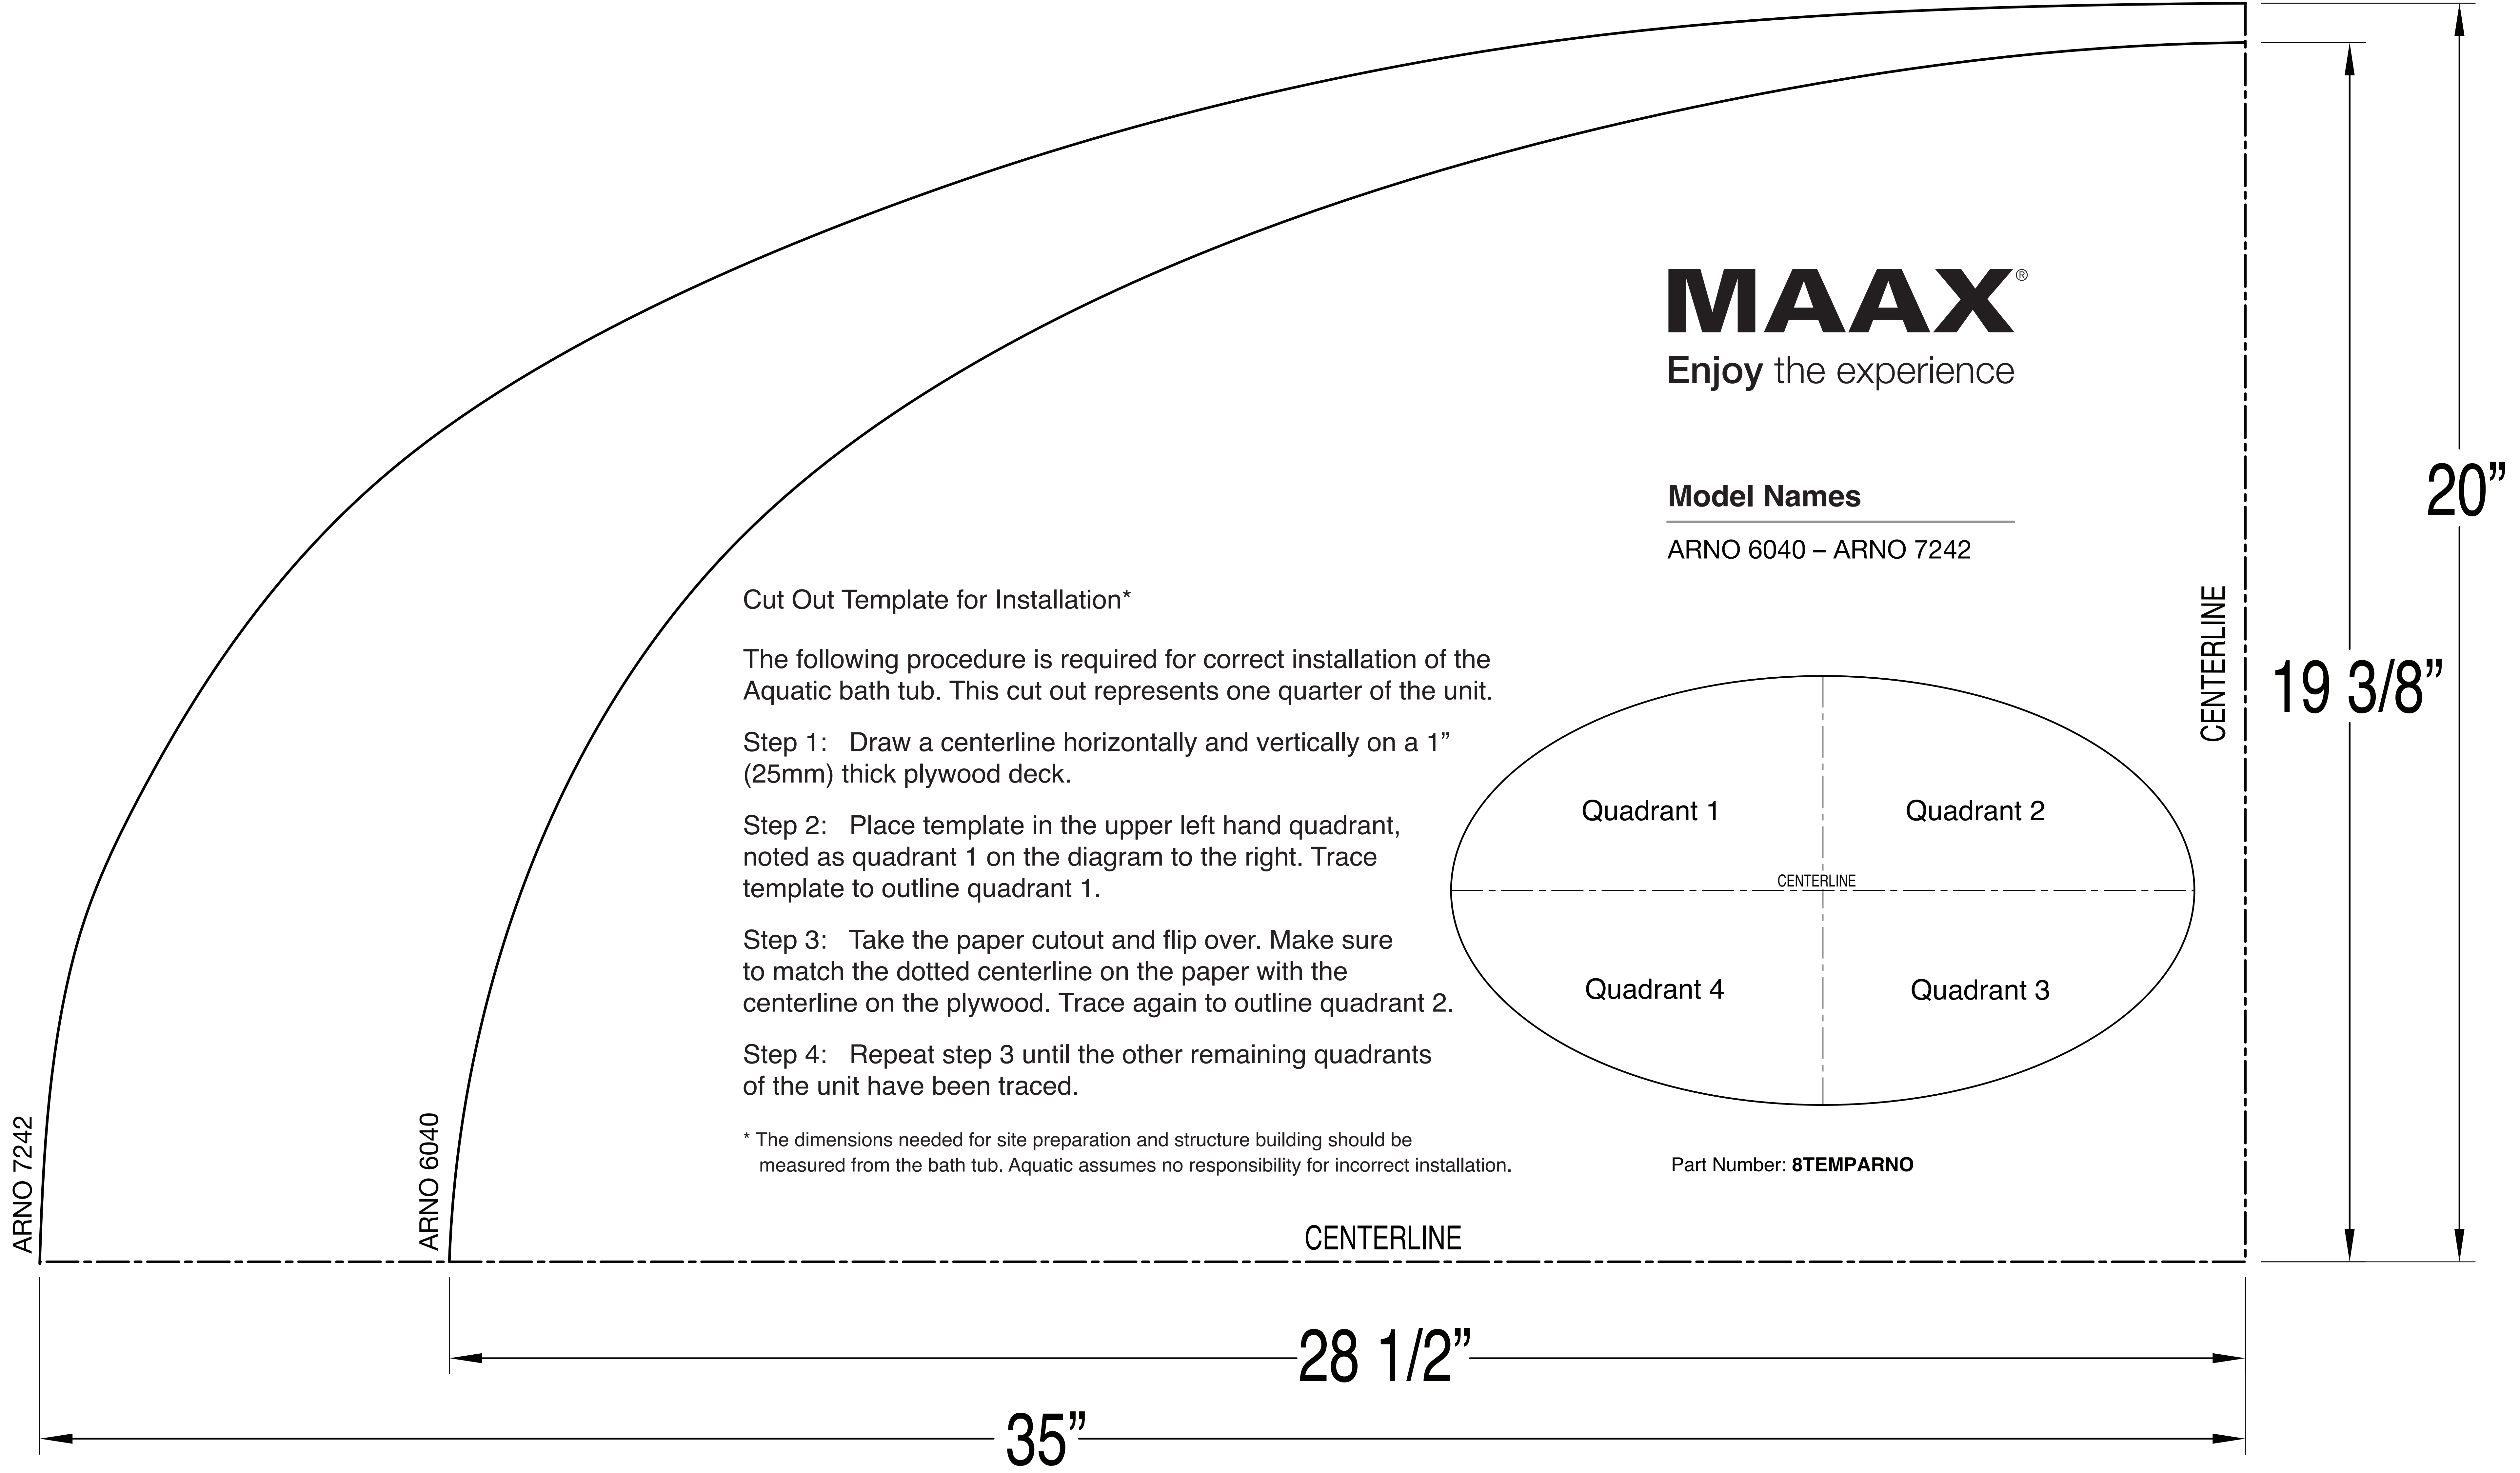 MAAX®
Enjoy the experience
Model Names
ARNO 6040 – ARNO 7242
Cut Out Template for Installation*
The following procedure is required for correct installation of the
Aquatic bath tub. This cut out represents one quarter of the unit.
Step 1: Draw a centerline horizontally and vertically on a 1”
(25mm) thick plywood deck.
Step 2: Place template in the upper left hand quadrant,
noted as quadrant 1 on the diagram to the right. Trace
template to outline quadrant 1.
Step 3: Take the paper cutout and flip over. Make sure
to match the dotted centerline on the paper with the
centerline on the plywood. Trace again to outline quadrant 2.
Step 4: Repeat step 3 until the other remaining quadrants
of the unit have been traced.
* The dimensions needed for site preparation and structure building should be
measured from the bath tub. Aquatic assumes no responsibility for incorrect installation.
Quadrant 1
Quadrant 2
CENTERLINE
Quadrant 4
Quadrant 3
Part Number: 8TEMPARNO
CENTERLINE
CENTERLINE
20”
19 3/8”
ARNO 7242
ARNO 6040
28 1/2”
35”